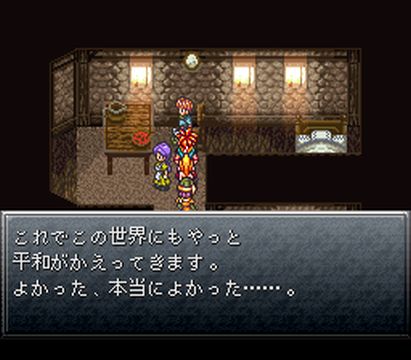 これでこの世界にもやっと
平和がかえってきます。
よかった、本当によかった……。